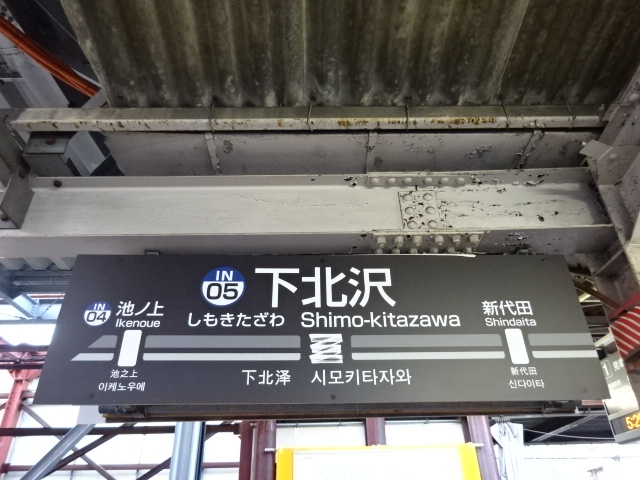 IN
05
下北沢
しもきたざわ Shimo-kitazawa
IN
04
池ノ上
Ikenoue
新代田
Shindaita
池之上
이케노우에
下北泽 시모키타자와
新代田
신다이타